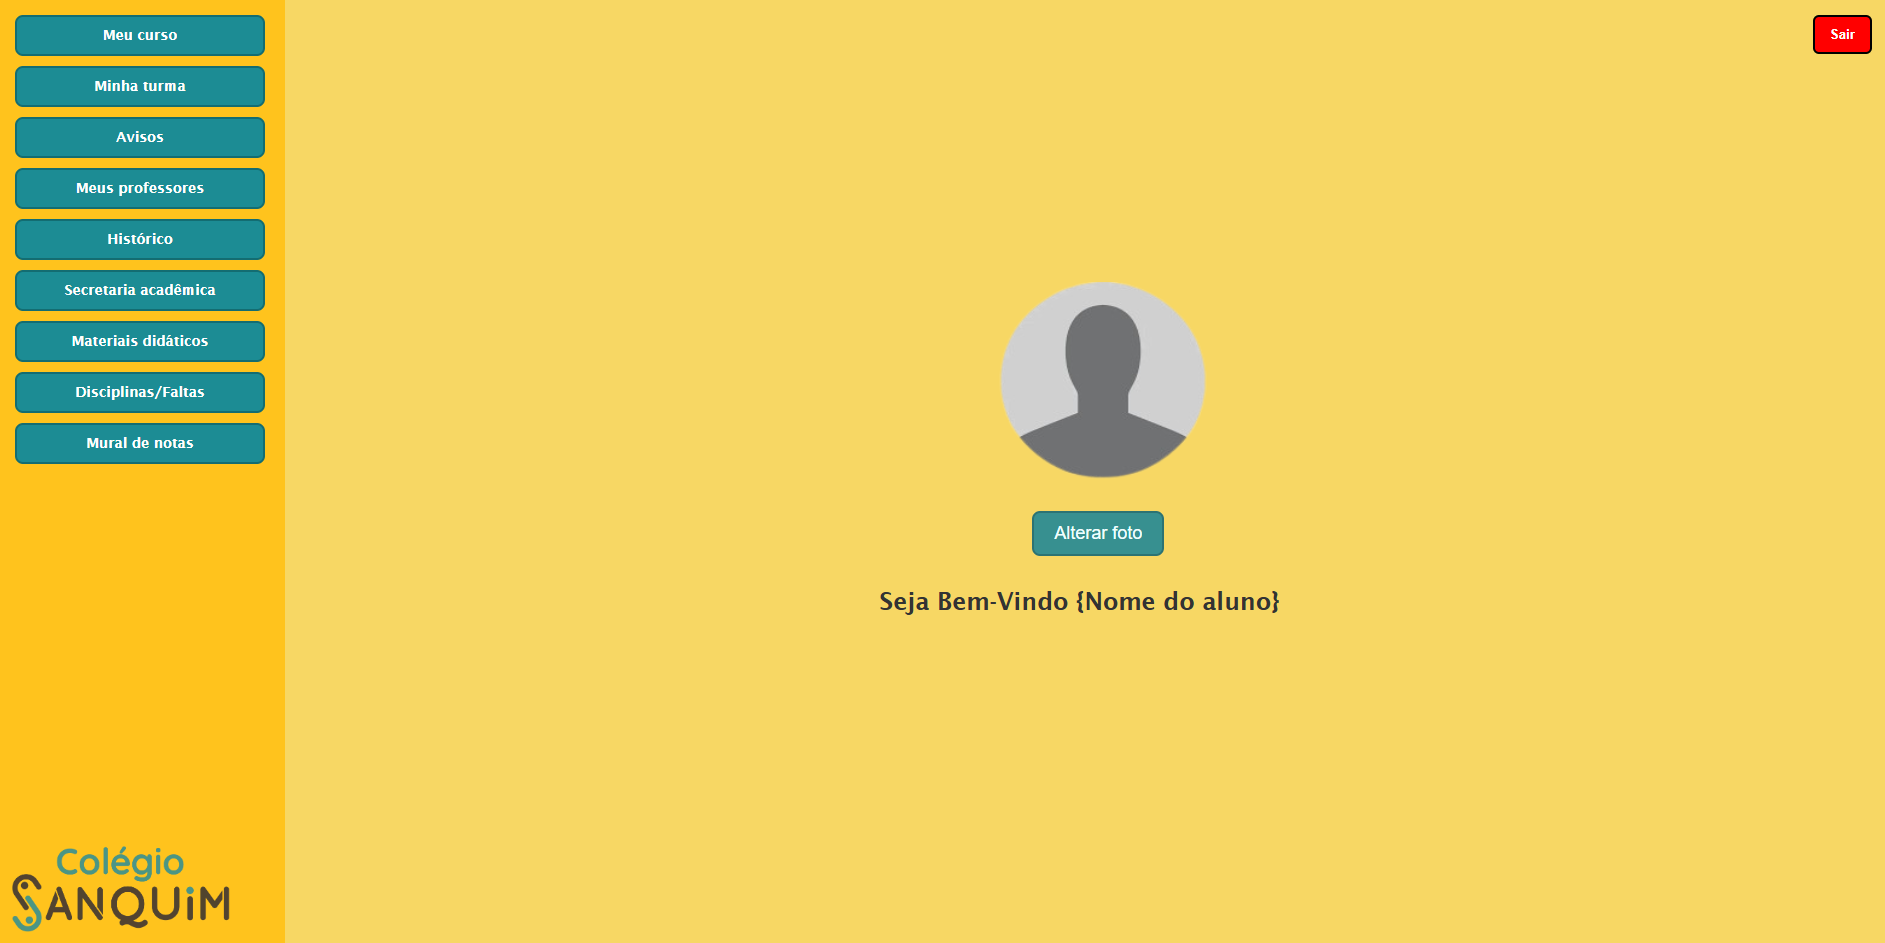 Meu curso
Minha turma
Avisos
Meus professores
Histórico
Secretaria acadêmica
Materiais didáticos
Disciplinas/Faltas
Mural de notas
Colégio
SANQUiM
Sair
Alterar foto
Seja Bem-Vindo {Nome do aluno}